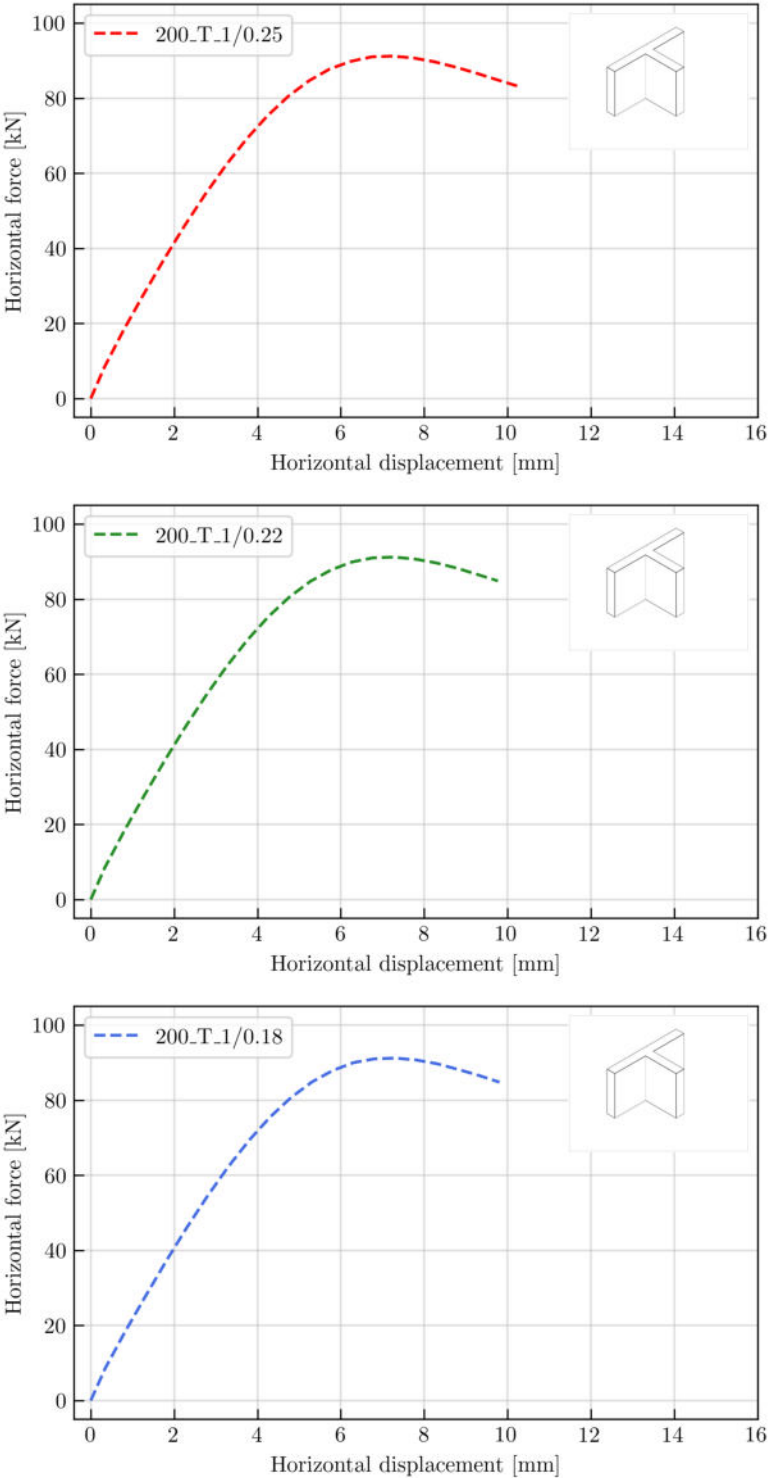 200_T_1/0.25
100
80
60
40
20
0
Horizontal force [kN]
0 2 4 6 8 10 12 14 16
Horizontal displacement [mm]
200_T_1/0.22
100
80
60
40
20
0
Horizontal force [kN]
0 2 4 6 8 10 12 14 16
Horizontal displacement [mm]
200_T_1/0.18
100
80
60
40
20
0
Horizontal force [kN]
0 2 4 6 8 10 12 14 16
Horizontal displacement [mm]